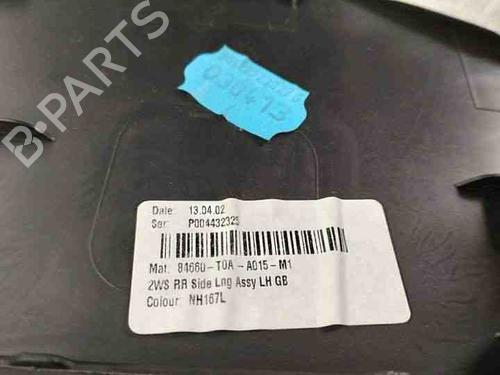 B-Parts
030413
Date: 13.04.02
Ser: P004432323
Mat. 84660-T0A-A015-M1
2WS RR Side Lng Assy LH GB
Colour: NH167L